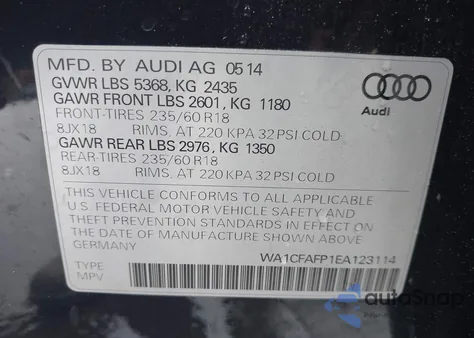 MFD. BY AUDI AG 05 14
GVWR LBS 5368, KG 2435
GAWR FRONT LBS 2601, KG 1180
FRONT-TIRES 235/60 R18
8JX18 RIMS, AT 220 KPA 32 PSI COLD
GAWR REAR LBS 2976, KG 1350
REAR-TIRES 235/60 R18
8JX18 RIMS, AT 220 KPA 32 PSI COLD
Audi
THIS VEHICLE CONFORMS TO ALL APPLICABLE
U.S. FEDERAL MOTOR VEHICLE SAFETY AND
THEFT PREVENTION STANDARDS IN EFFECT ON
THE DATE OF MANUFACTURE SHOWN ABOVE
GERMANY
WA1CFAFP1EA123114
TYPE:
MPV
autoSnap